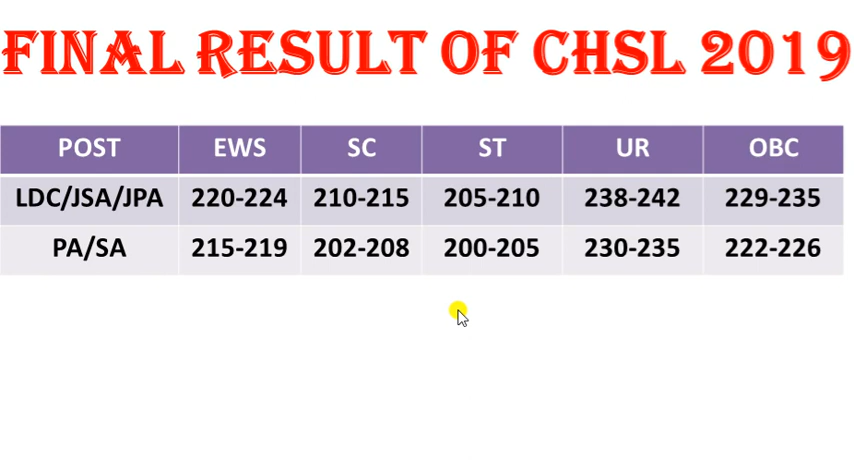 FINAL RESULT OF CHSL 2019
POST EWS SC ST UR OBC
LDC/JSA/JPA 220-224 210-215 205-210 238-242 229-235
PA/SA 215-219 202-208 200-205 230-235 222-226